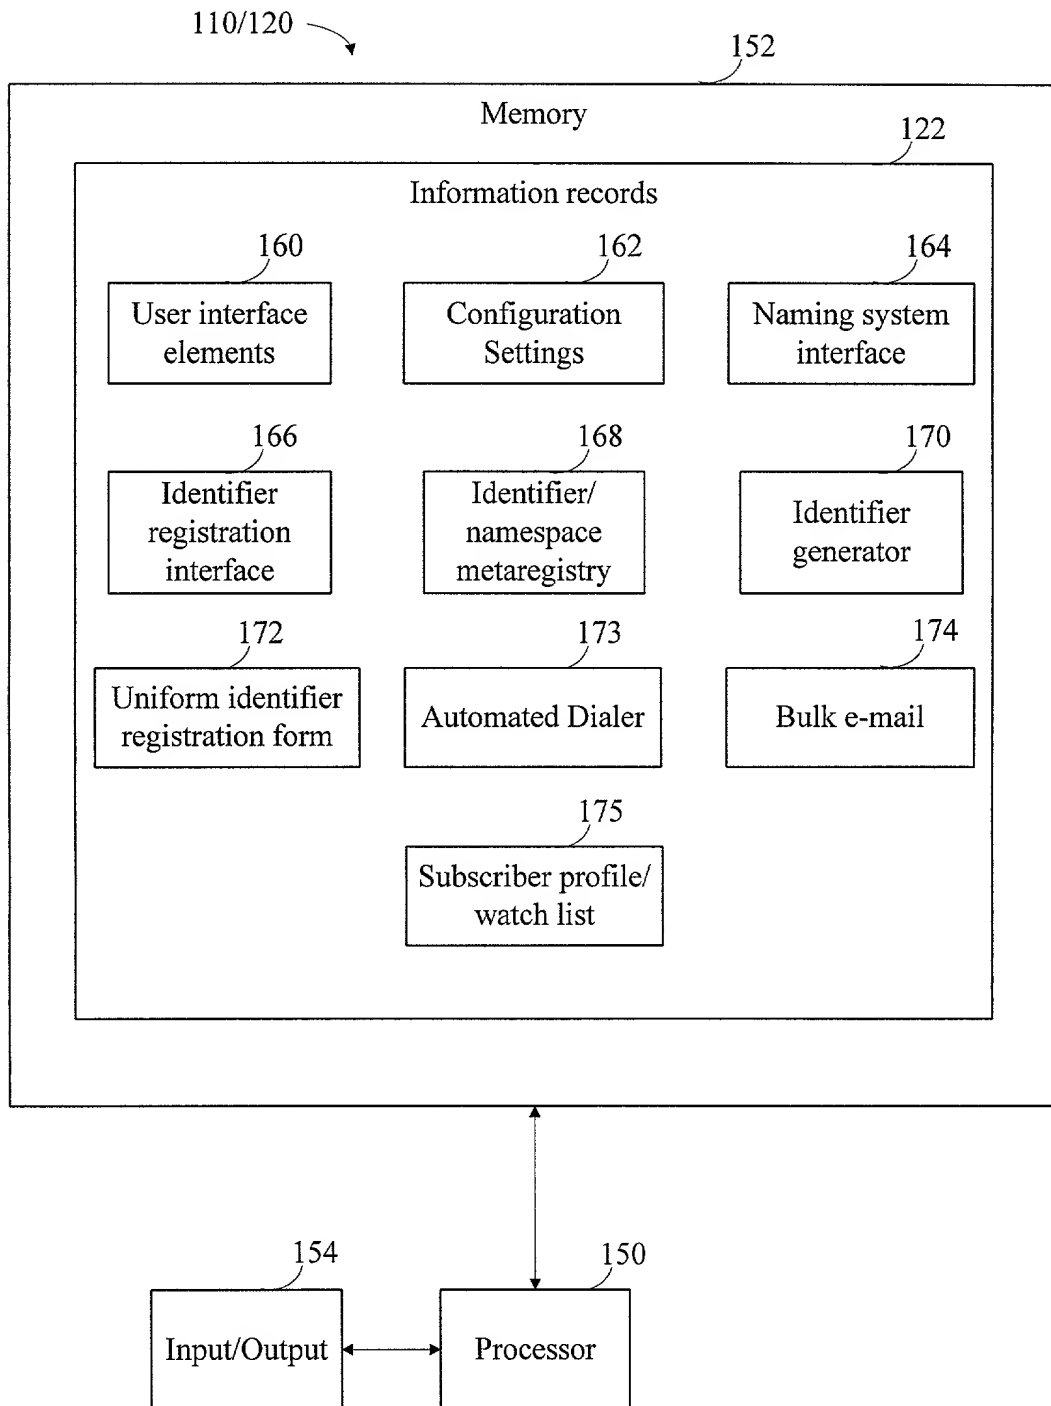 110/120
152
Memory
122
Information records
160
162
164
User interface
elements
Configuration
Settings
Naming system
interface
166
168
170
Identifier
registration
interface
Identifier/
namespace
metaregistry
Identifier
generator
172
173
174
Uniform identifier
registration form
Automated Dialer
Bulk e-mail
175
Subscriber profile/
watch list
154
150
Input/Output
Processor